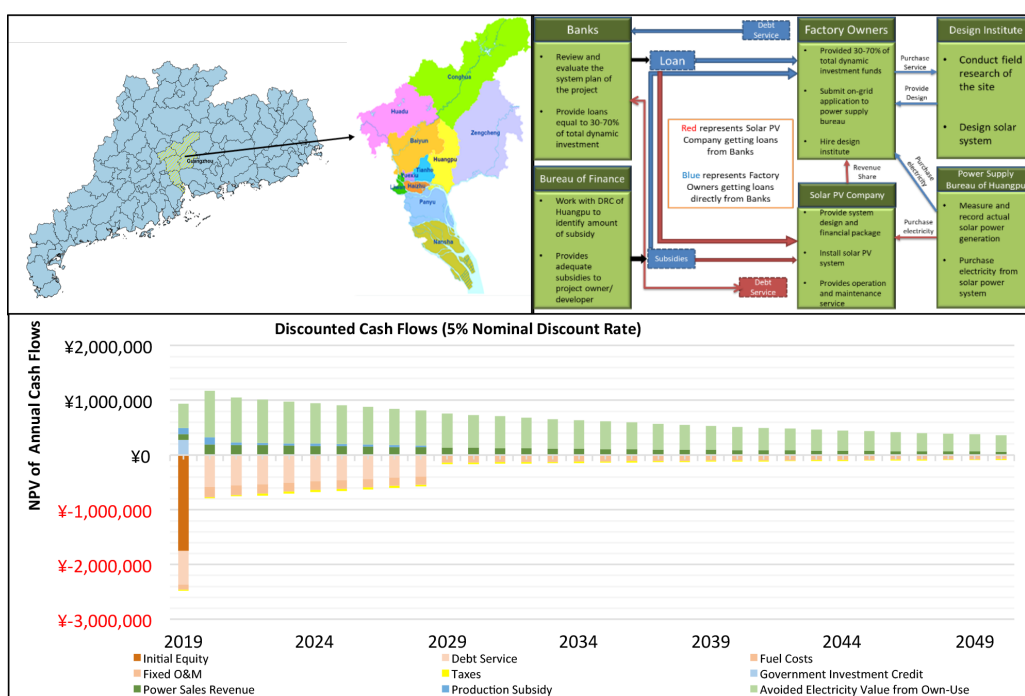 Guangzhou
Conghua
Huadu
Zengcheng
Baiyun
Huangpu
Tianhe
Yuexiu
Liwan
Haizhu
Panyu
Nansha
Banks
• Review and
evaluate the
system plan of
the project
• Provide loans
equal to 30-70%
of total dynamic
investment
Bureau of Finance
• Work with DRC of
Huangpu to
identify amount
of subsidy
• Provides
adequate
subsidies to
project owner/
developer
Debt
Service
Loan
Red represents Solar PV
Company getting loans
from Banks
Blue represents Factory
Owners getting loans
directly from Banks
Subsidies
Debt
Service
Factory Owners
• Provided 30-70% of
total dynamic
investment funds
• Submit on-grid
application to
power supply
bureau
• Hire design
institute
Revenue
Share
Solar PV Company
• Provide system
design and
financial package
• Install solar PV
system
• Provides operation
and maintenance
service
Purchase
Service
Provide
Design
Purchase
electricity
Purchase
electricity
Design Institute
• Conduct field
research of
the site
• Design solar
system
Power Supply
Bureau of Huangpu
• Measure and
record actual
solar power
generation
• Purchase
electricity from
solar power
system
Discounted Cash Flows (5% Nominal Discount Rate)
NPV of Annual Cash Flows
¥2,000,000
¥1,000,000
¥0
¥-1,000,000
¥-2,000,000
¥-3,000,000
2019 2024 2029 2034 2039 2044 2049
Initial Equity Debt Service Fuel Costs
Fixed O&M Taxes Government Investment Credit
Power Sales Revenue Production Subsidy Avoided Electricity Value from Own-Use